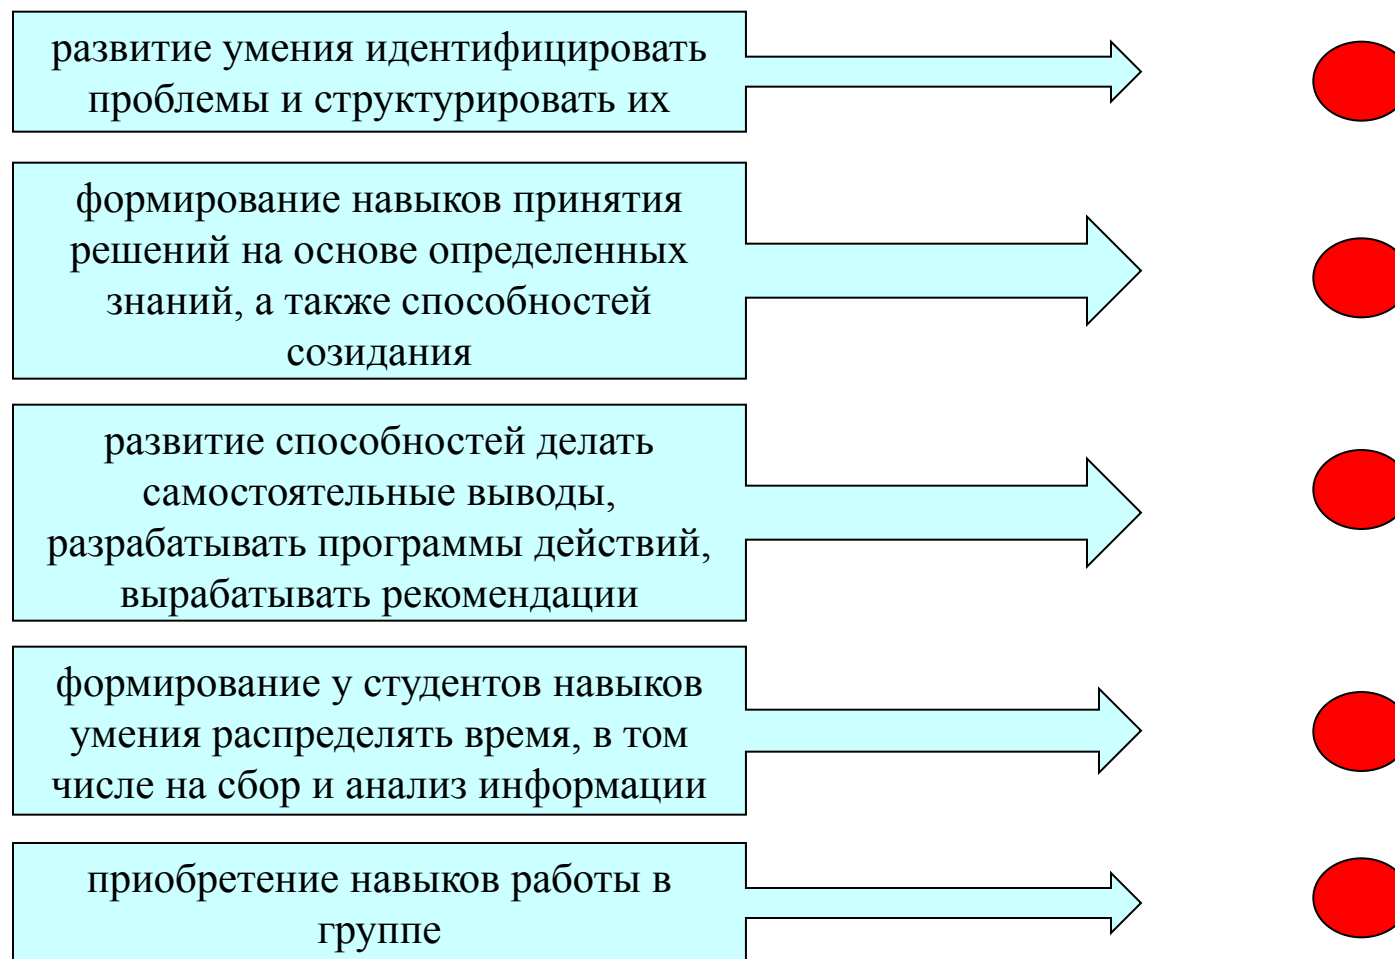 развитие умения идентифицировать
проблемы и структурировать их
формирование навыков принятия
решений на основе определенных
знаний, а также способностей
созидания
развитие способностей делать
самостоятельные выводы,
разрабатывать программы действий,
вырабатывать рекомендации
формирование у студентов навыков
умения распределять время, в том
числе на сбор и анализ информации
приобретение навыков работы в
группе